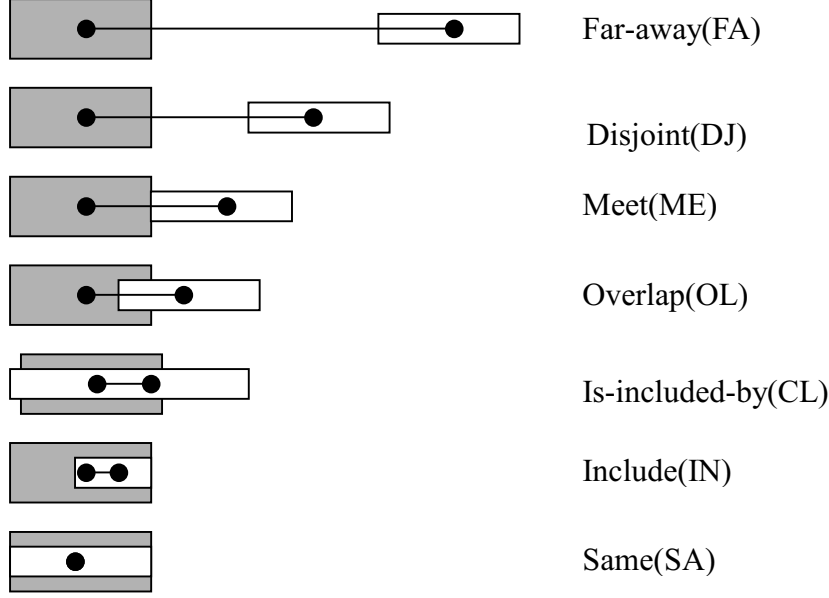 Far-away(FA)
Disjoint(DJ)
Meet(ME)
Overlap(OL)
Is-included-by(CL)
Include(IN)
Same(SA)